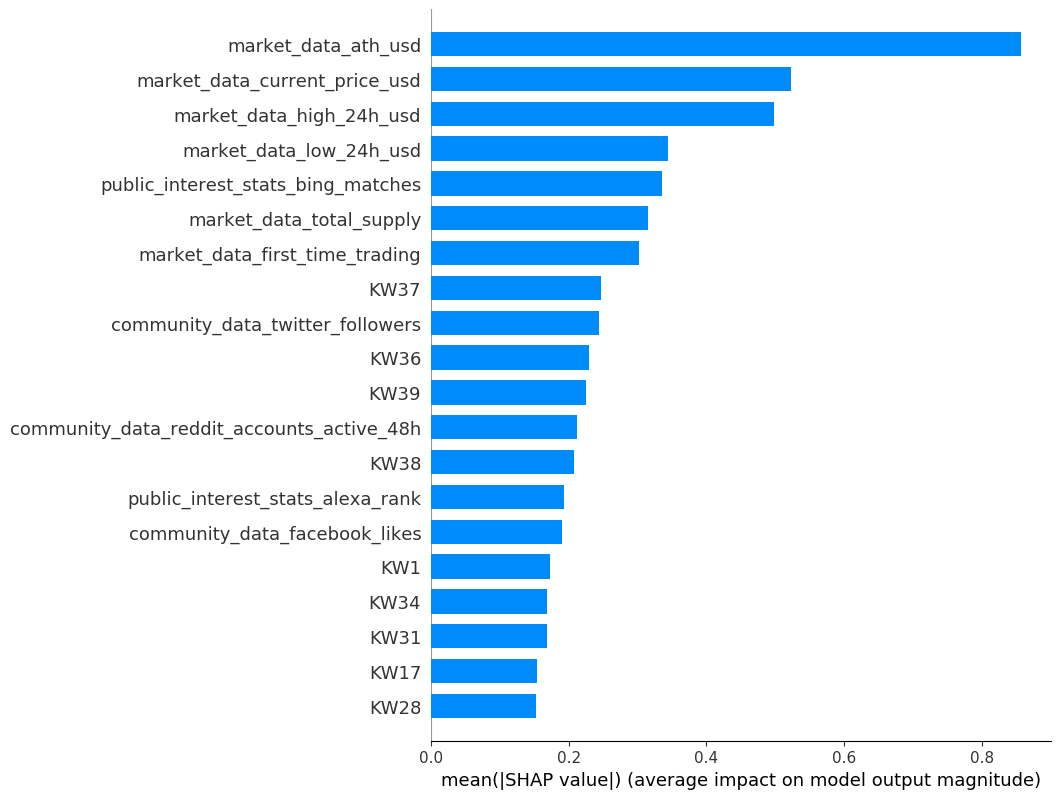 market_data_ath_usd
market_data_current_price_usd
market_data_high_24h_usd
market_data_low_24h_usd
public_interest_stats_bing_matches
market_data_total_supply
market_data_first_time_trading
KW37
community_data_twitter_followers
KW36
KW39
community_data_reddit_accounts_active_48h
KW38
public_interest_stats_alexa_rank
community_data_facebook_likes
KW1
KW34
KW31
KW17
KW28
0.0 0.2 0.4 0.6 0.8
mean(|SHAP value|) (average impact on model output magnitude)